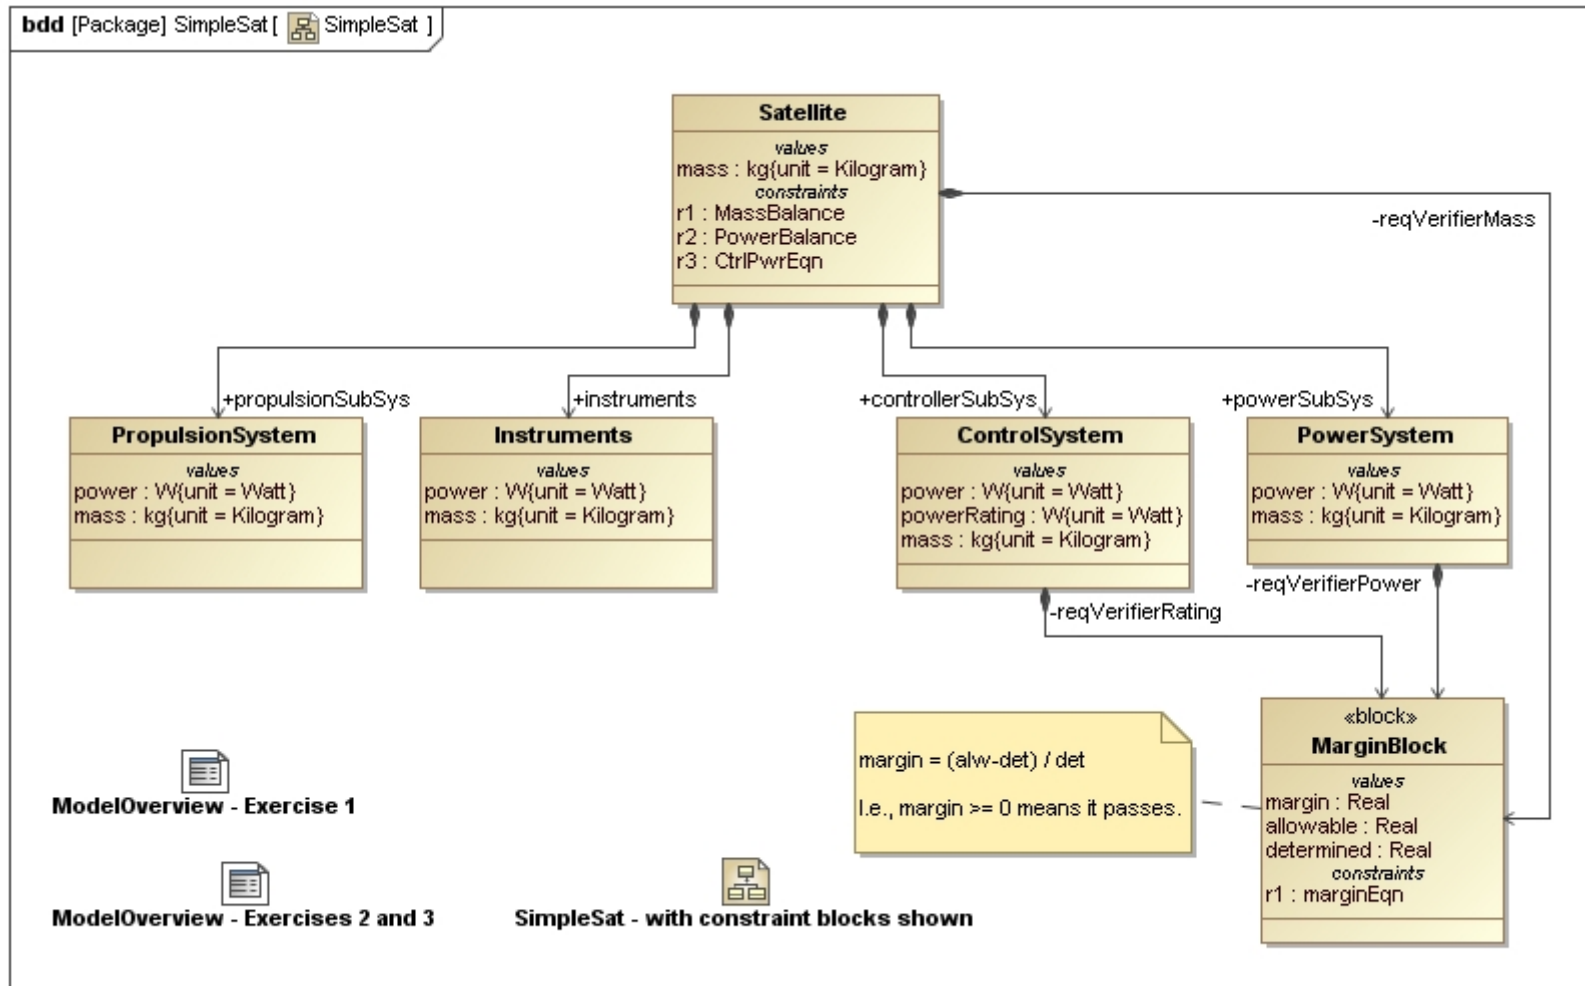 bdd [Package] SimpleSat [ SimpleSat ]
Satellite
values
mass : kg{unit = Kilogram}
constraints
r1 : MassBalance
r2 : PowerBalance
r3 : CtrlPwrEqn
-reqVerifierMass
+propulsionSubSys
+instruments
+controllerSubSys
+powerSubSys
PropulsionSystem
values
power : W{unit = Watt}
mass : kg{unit = Kilogram}
Instruments
values
power : W{unit = Watt}
mass : kg{unit = Kilogram}
ControlSystem
values
power : W{unit = Watt}
powerRating : W{unit = Watt}
mass : kg{unit = Kilogram}
PowerSystem
values
power : W{unit = Watt}
mass : kg{unit = Kilogram}
-reqVerifierRating
-reqVerifierPower
margin = (alw-det) / det
I.e., margin >= 0 means it passes.
«block»
MarginBlock
values
margin : Real
allowable : Real
determined : Real
constraints
r1 : marginEqn
ModelOverview - Exercise 1
ModelOverview - Exercises 2 and 3
SimpleSat - with constraint blocks shown